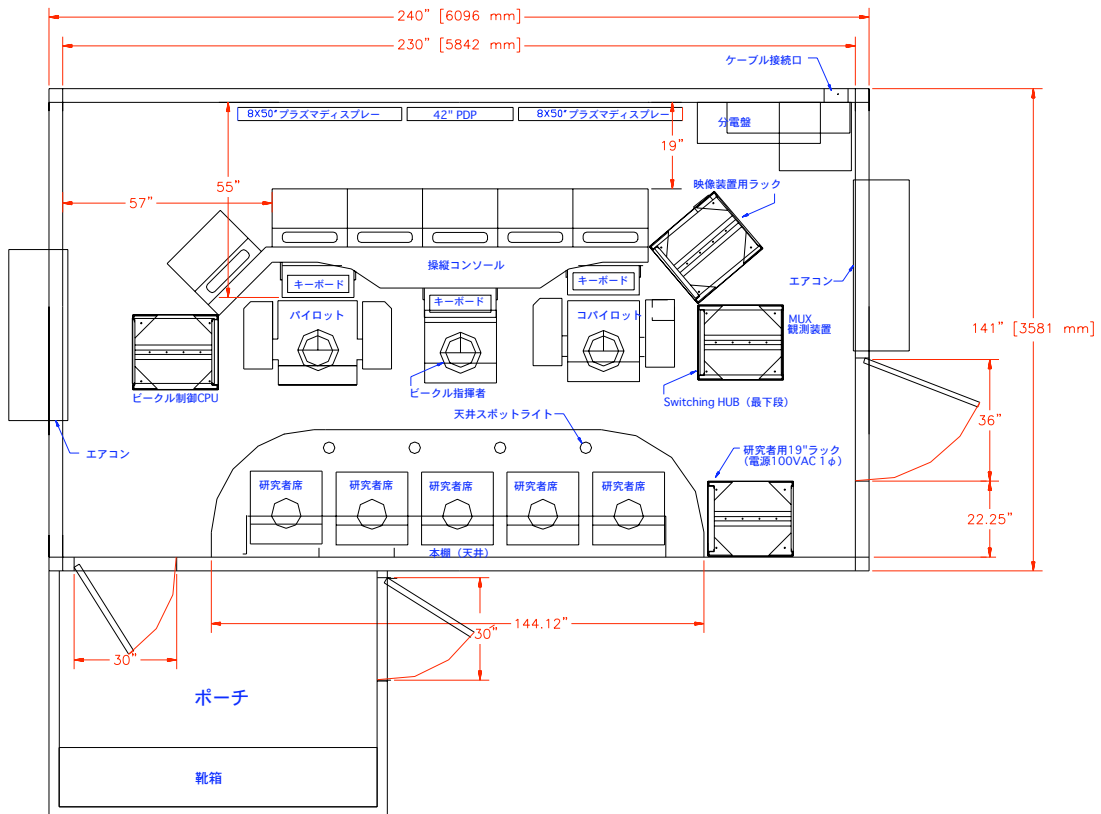 240" [6096 mm]
230" [5842 mm]
ケーブル接続口
8X50"プラズマディスプレー
42" PDP
8X50"プラズマディスプレー
分電盤
19"
55"
映像装置用ラック
57"
操縦コンソール
エアコン
キーボード
キーボード
キーボード
パイロット
コパイロット
MUX
観測装置
141" [3581 mm]
ビークル制御CPU
ビークル指揮者
Switching HUB（最下段）
天井スポットライト
36"
エアコン
研究者用19"ラック
（電源100VAC 1φ）
研究者席
研究者席
研究者席
研究者席
研究者席
22.25"
本棚（天井）
144.12"
30"
30"
ポーチ
靴箱